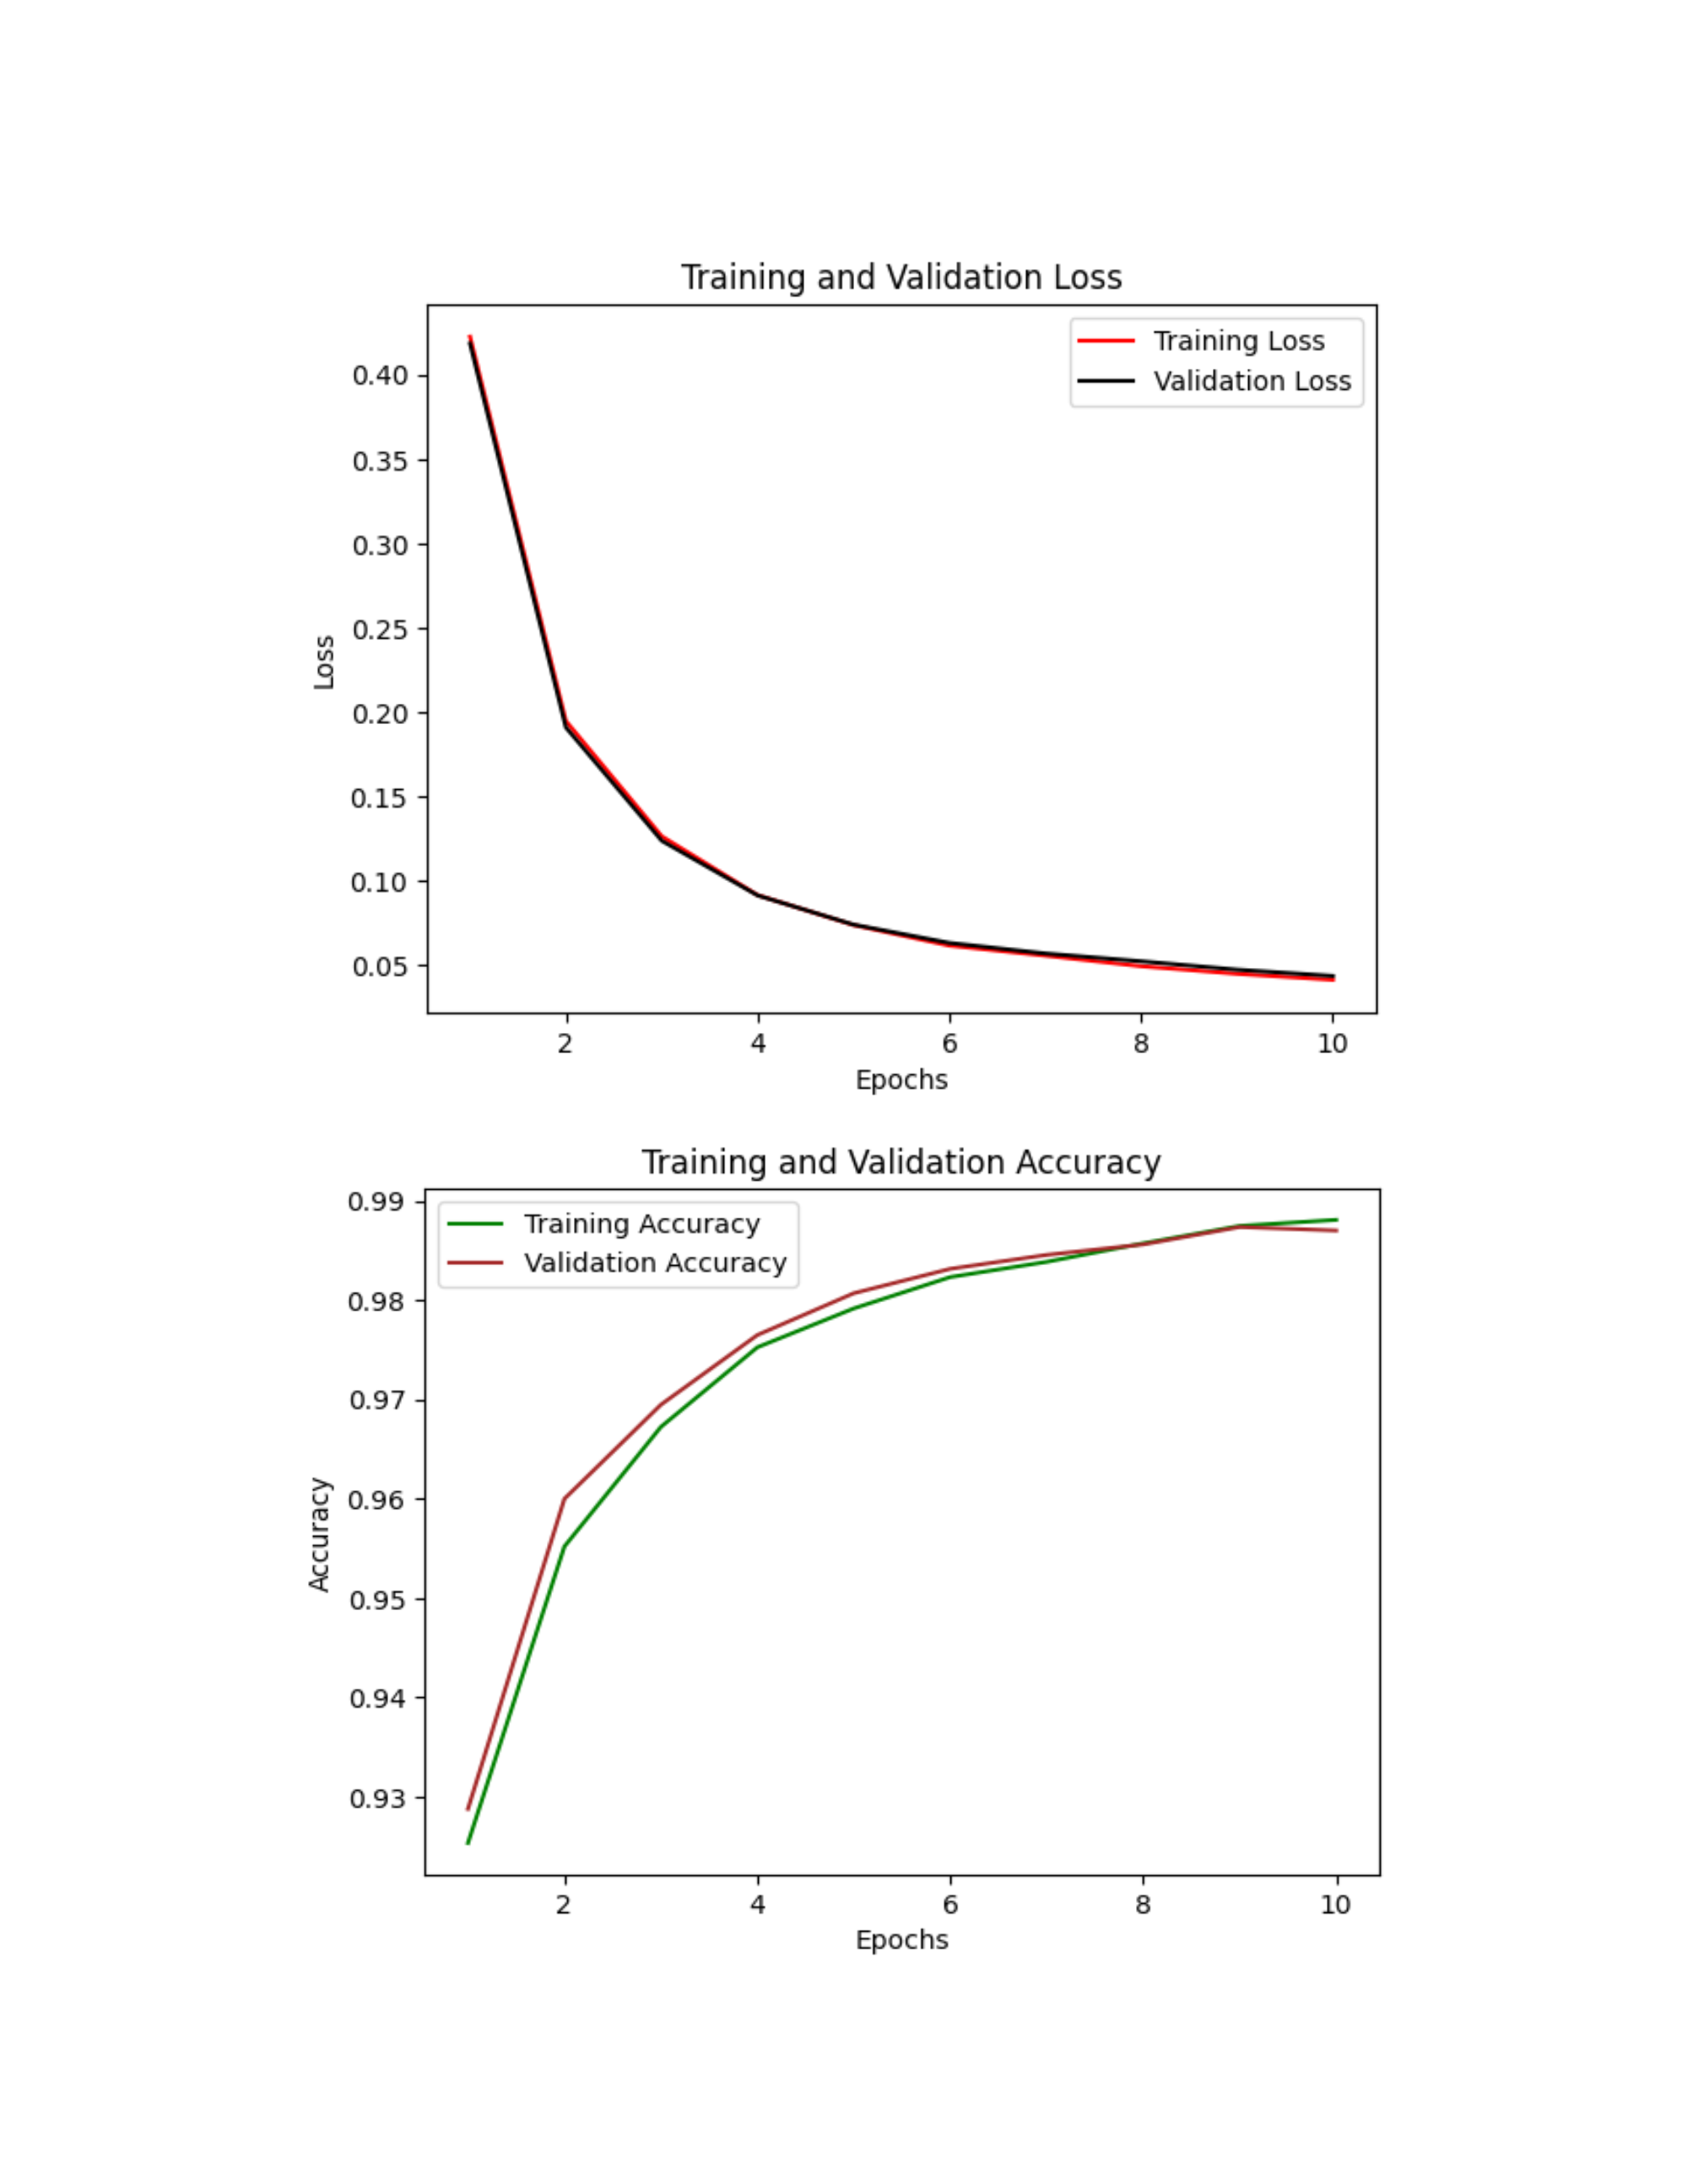 Training and Validation Loss
Training Loss
Validation Loss
0.40
0.35
0.30
0.25
0.20
0.15
0.10
0.05
Loss
2 4 6 8 10
Epochs
Training and Validation Accuracy
Training Accuracy
Validation Accuracy
0.99
0.98
0.97
0.96
0.95
0.94
0.93
Accuracy
2 4 6 8 10
Epochs